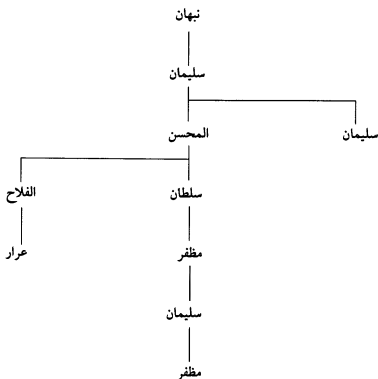 نبهان
سليمان
المحسن
سليمان
سلطان
الفلاح
مظفر
عرار
سليمان
مظفر